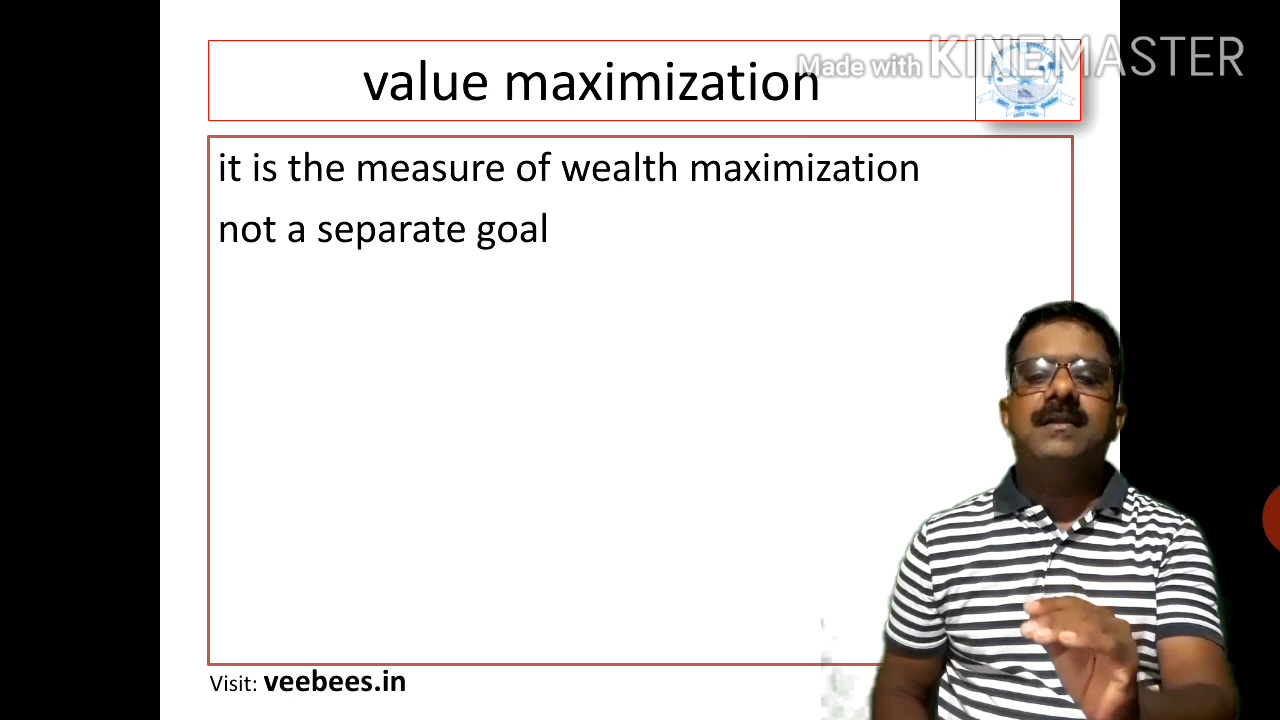 value maximization
Made with KINEMASTER
it is the measure of wealth maximization
not a separate goal
Visit: veebees.in